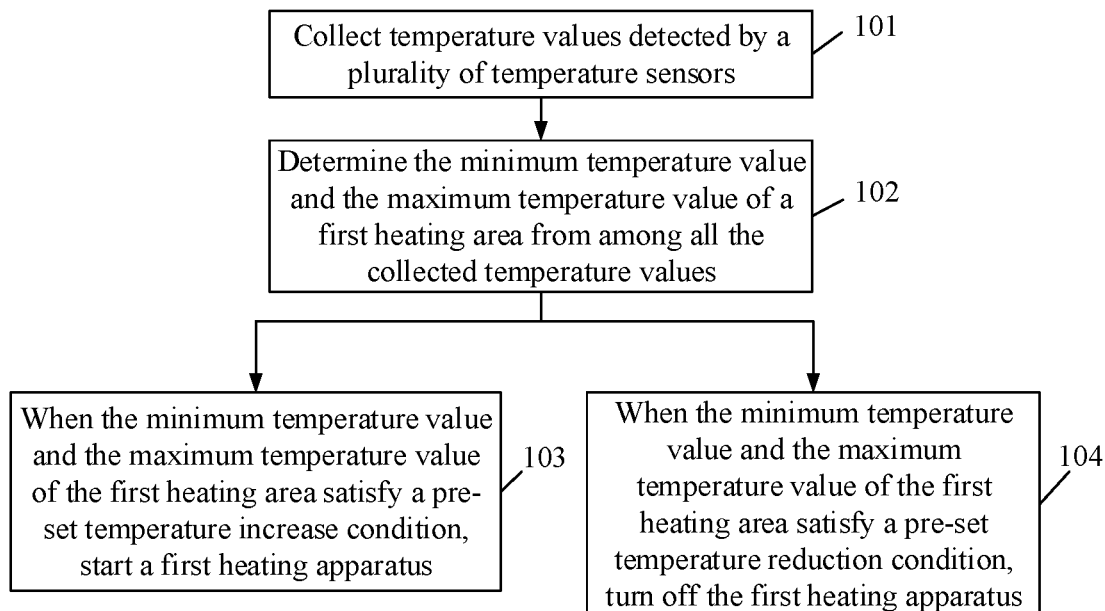 Collect temperature values detected by a
plurality of temperature sensors
101
Determine the minimum temperature value
and the maximum temperature value of a
first heating area from among all the
collected temperature values
102
When the minimum temperature value
and the maximum temperature value
of the first heating area satisfy a pre-
set temperature increase condition,
start a first heating apparatus
103
When the minimum temperature
value and the maximum
temperature value of the first
heating area satisfy a pre-set
temperature reduction condition,
turn off the first heating apparatus
104